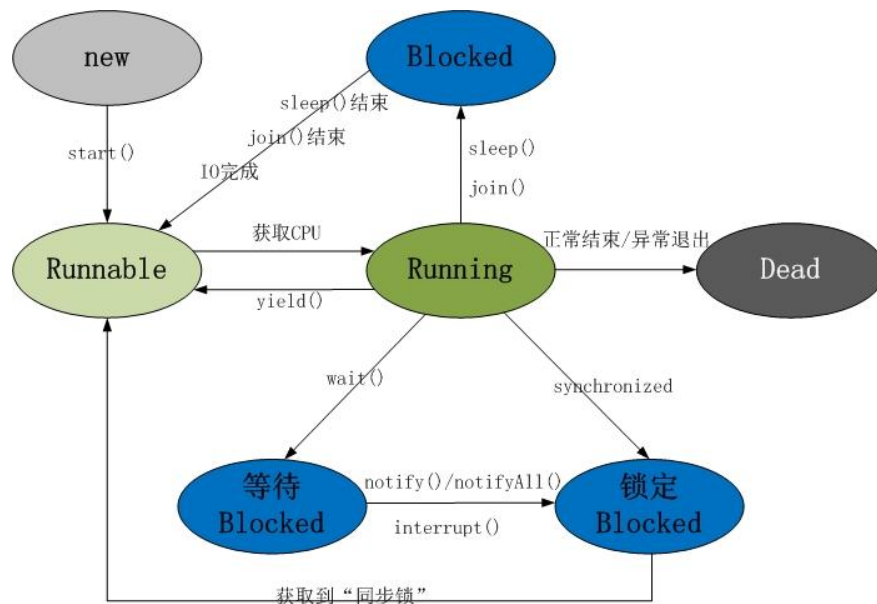 new
Blocked
sleep()结束
join()结束
IO完成
start()
sleep()
join()
获取CPU
正常结束/异常退出
Runnable
Running
Dead
yield()
wait()
synchronized
等待
Blocked
notify()/notifyAll()
interrupt()
锁定
Blocked
获取到“同步锁”